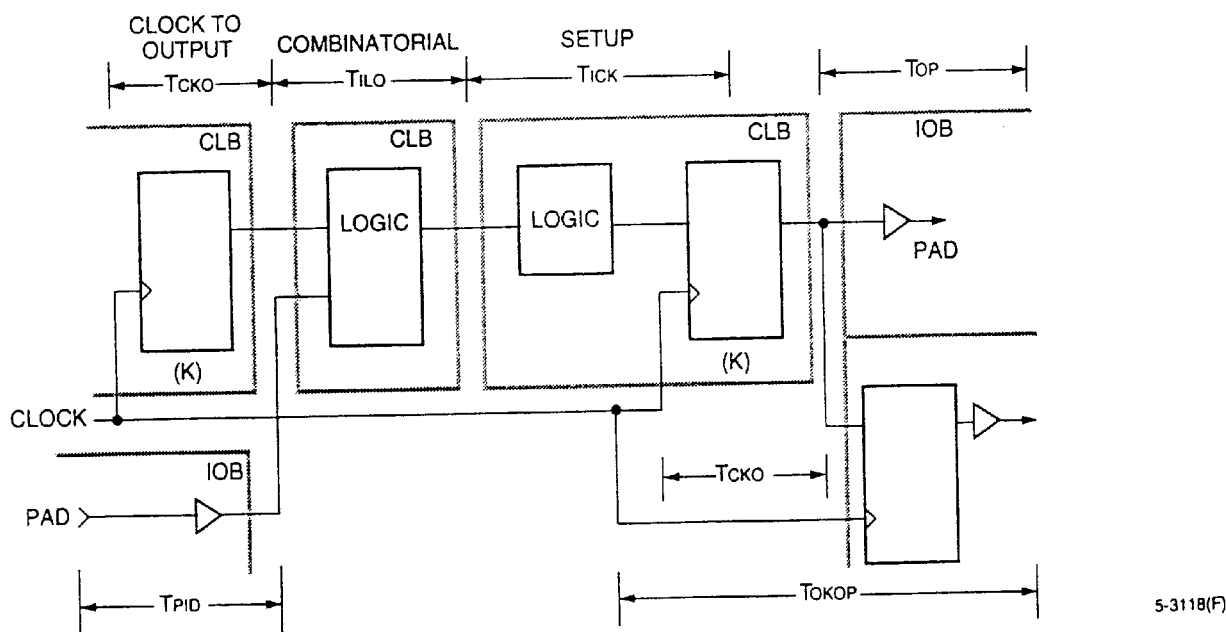 CLOCK TO
OUTPUT
COMBINATORIAL
SETUP
TCKO
TILO
TICK
TOP
CLB
CLB
CLB
IOB
LOGIC
LOGIC
PAD
(K)
(K)
CLOCK
IOB
TCKO
PAD
TPID
TOKOP
5-3118(F)